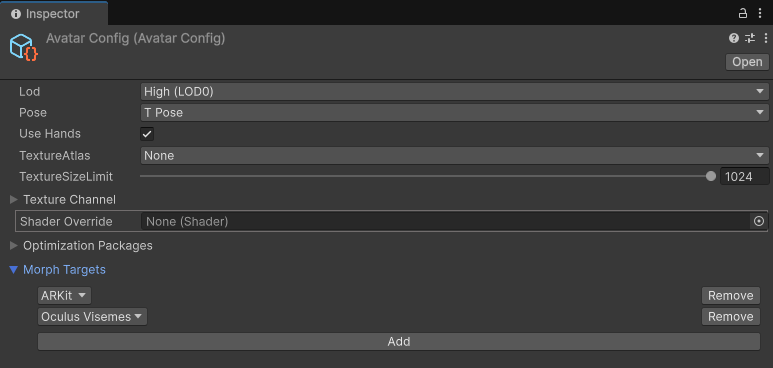 Inspector
Avatar Config (Avatar Config)
Open
Lod High (LOD0)
Pose T Pose
Use Hands
TextureAtlas None
TextureSizeLimit 1024
Texture Channel
Shader Override None (Shader)
Optimization Packages
Morph Targets
ARKit Remove
Oculus Visemes Remove
Add